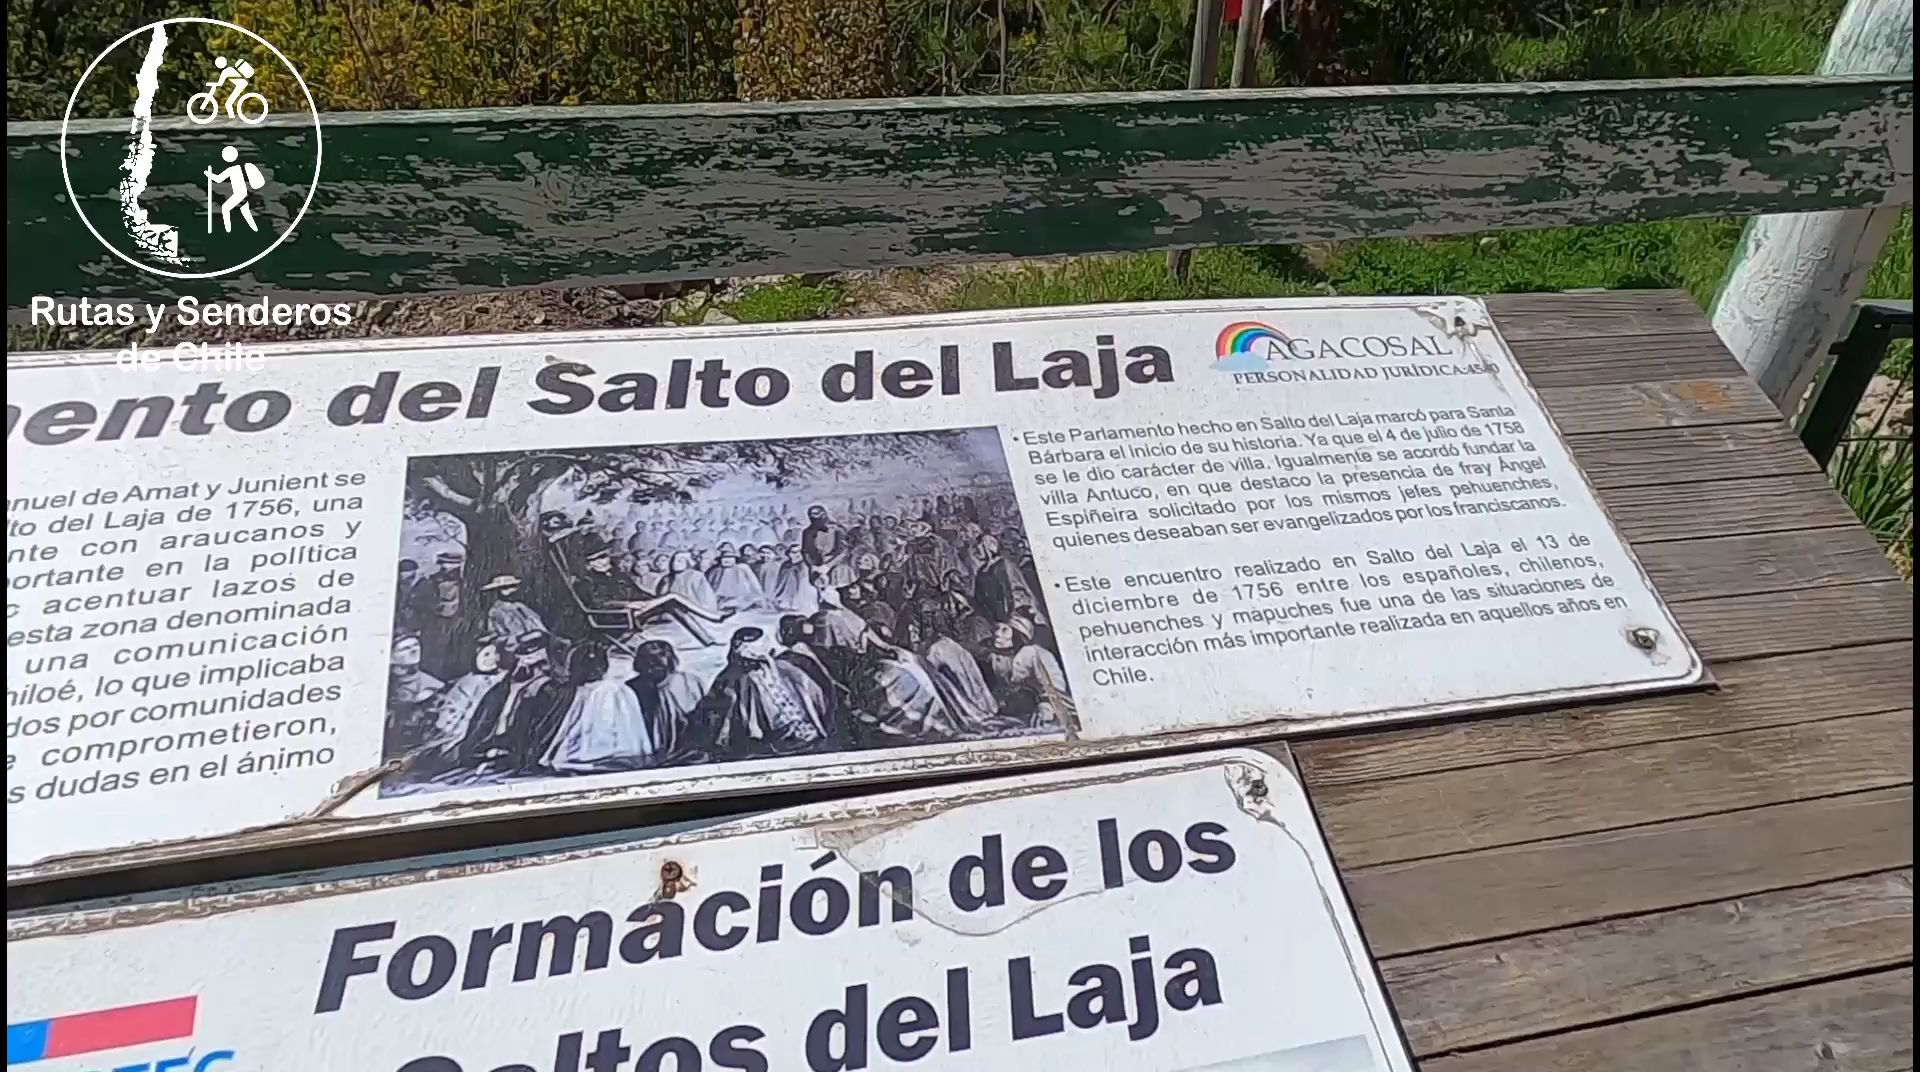 Rutas y Senderos
de Chile
ento del Salto del Laja
AGACOSAL
PERSONALIDAD JURÍDICA:
nuel de Amat y Junient se
to del Laja de 1756, una
nte con araucanos y
ortante en la política
acentuar lazos de
esta zona denominada
una comunicación
hiloé, lo que implicaba
dos por comunidades
comprometieron,
s dudas en el ánimo
• Este Parlamento hecho en Salto del Laja marcó para Santa
Bárbara el inicio de su historia. Ya que el 4 de julio de 1758
se le dio carácter de villa. Igualmente se acordó fundar la
villa Antuco, en que destaco la presencia de fray Ángel
Espiñeira solicitado por los mismos jefes pehuenches,
quienes deseaban ser evangelizados por los franciscanos.
• Este encuentro realizado en Salto del Laja el 13 de
diciembre de 1756 entre los españoles, chilenos,
pehuenches y mapuches fue una de las situaciones de
interacción más importante realizada en aquellos años en
Chile.
Formación de los
Saltos del Laja